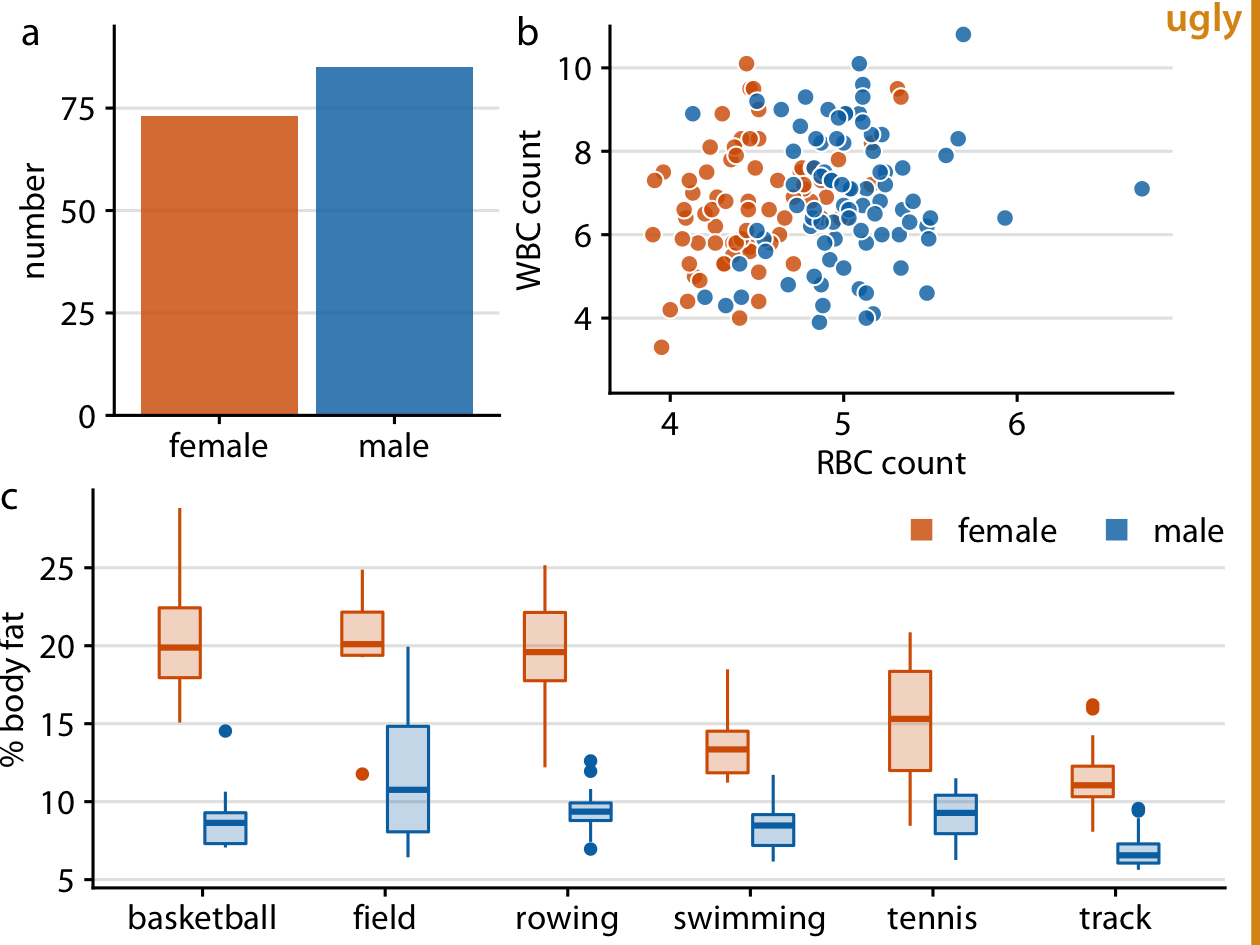 ugly
a
number
75
50
25
0
female
male
b
WBC count
10
8
6
4
4
5
6
RBC count
c
female
male
% body fat
25
20
15
10
5
basketball
field
rowing
swimming
tennis
track